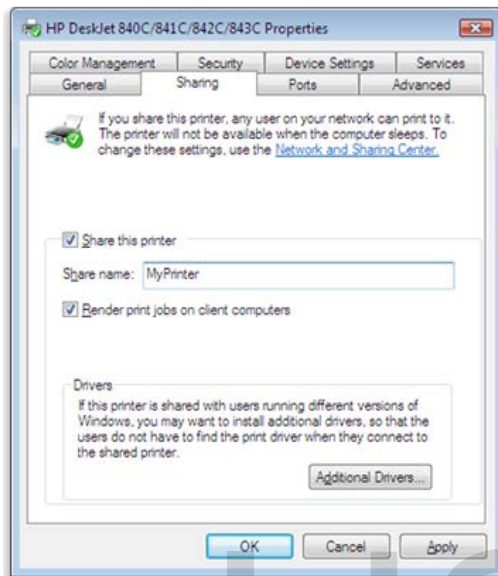 HP DeskJet 840C/841C/842C/843C Properties
Color Management Security Device Settings Services
General Sharing Ports Advanced
If you share this printer, any user on your network can print to it.
The printer will not be available when the computer sleeps. To
change these settings, use the Network and Sharing Center.
Share this printer
Share name: MyPrinter
Render print jobs on client computers
Drivers
If this printer is shared with users running different versions of
Windows, you may want to install additional drivers, so that the
users do not have to find the print driver when they connect to
the shared printer.
Additional Drivers...
OK Cancel Apply